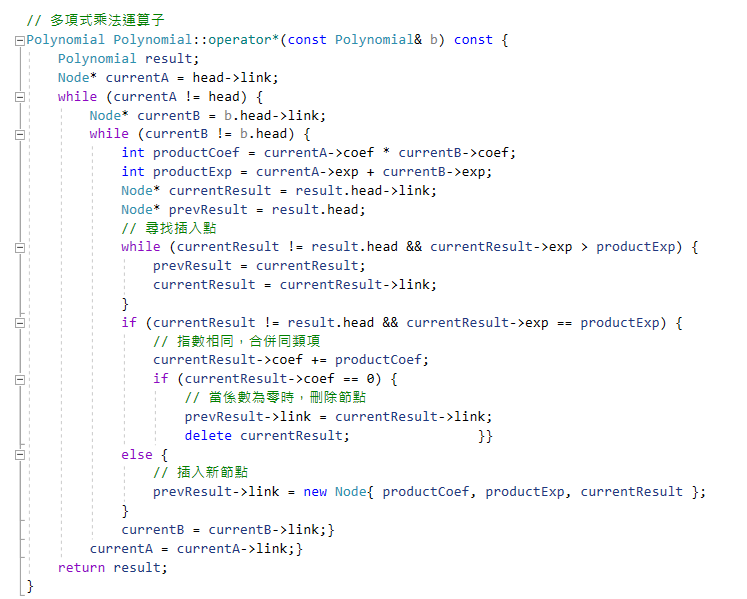 // 多項式乘法運算子
Polynomial Polynomial::operator*(const Polynomial& b) const {
    Polynomial result;
    Node* currentA = head->link;
    while (currentA != head) {
        Node* currentB = b.head->link;
        while (currentB != b.head) {
            int productCoef = currentA->coef * currentB->coef;
            int productExp = currentA->exp + currentB->exp;
            Node* currentResult = result.head->link;
            Node* prevResult = result.head;
            // 尋找插入點
            while (currentResult != result.head && currentResult->exp > productExp) {
                prevResult = currentResult;
                currentResult = currentResult->link;
            }
            if (currentResult != result.head && currentResult->exp == productExp) {
                // 指數相同，合併同類項
                currentResult->coef += productCoef;
                if (currentResult->coef == 0) {
                    // 當係數為零時，刪除節點
                    prevResult->link = currentResult->link;
                    delete currentResult;                }}
            else {
                // 插入新節點
                prevResult->link = new Node{ productCoef, productExp, currentResult };
            }
            currentB = currentB->link;}
        currentA = currentA->link;}
    return result;
}